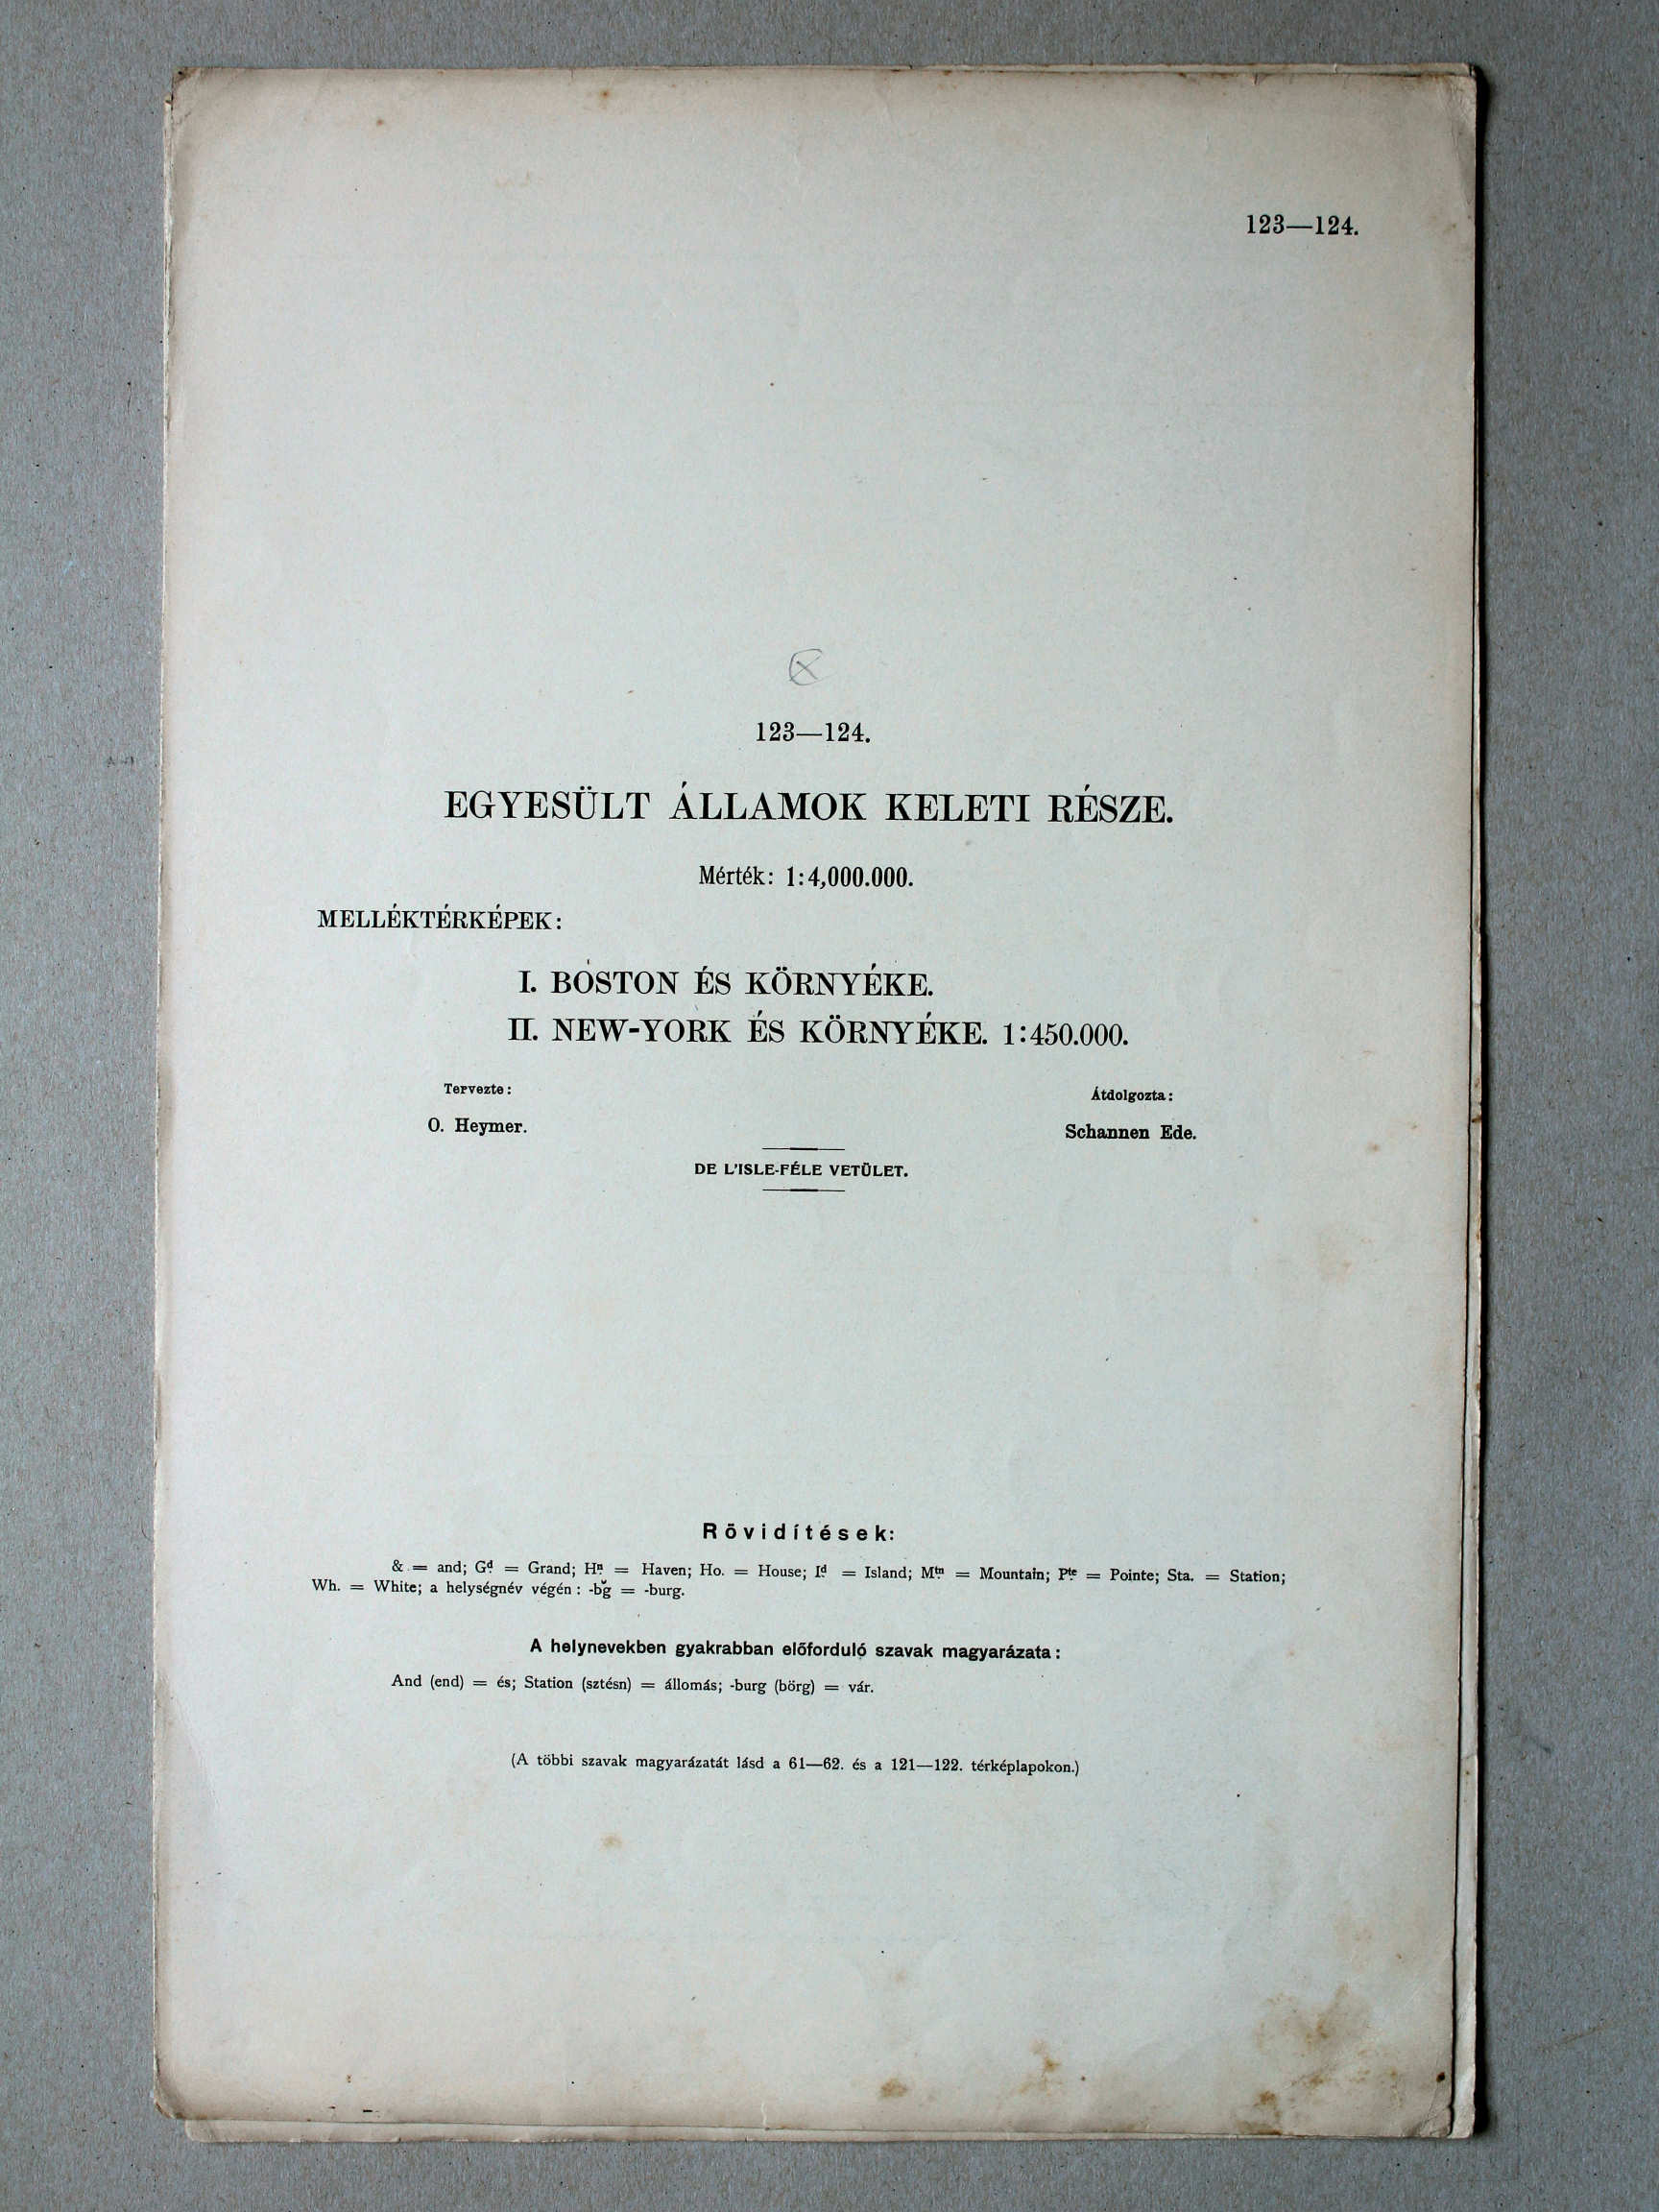 123—124.
123—124.
EGYESÜLT ÁLLAMOK KELETI RÉSZE.
Mérték: 1:4,000.000.
MELLÉKTÉRKÉPEK:
I. BOSTON ÉS KÖRNYÉKE.
II. NEW-YORK ÉS KÖRNYÉKE. 1:450.000.
Tervezte:
Átdolgozta:
O. Heymer.
Schannen Ede.
DE L'ISLE-FÉLE VETÜLET.
Rövidítések:
& = and; Gd = Grand; Hn = Haven; Ho. = House; Id = Island; Mtn = Mountain; Pte = Pointe; Sta. = Station;
Wh. = White; a helységnév végén: -bg̃ = -burg.
A helynevekben gyakrabban előforduló szavak magyarázata:
And (end) = és; Station (sztésn) = állomás; -burg (börg) = vár.
(A többi szavak magyarázatát lásd a 61—62. és a 121—122. térképlapokon.)